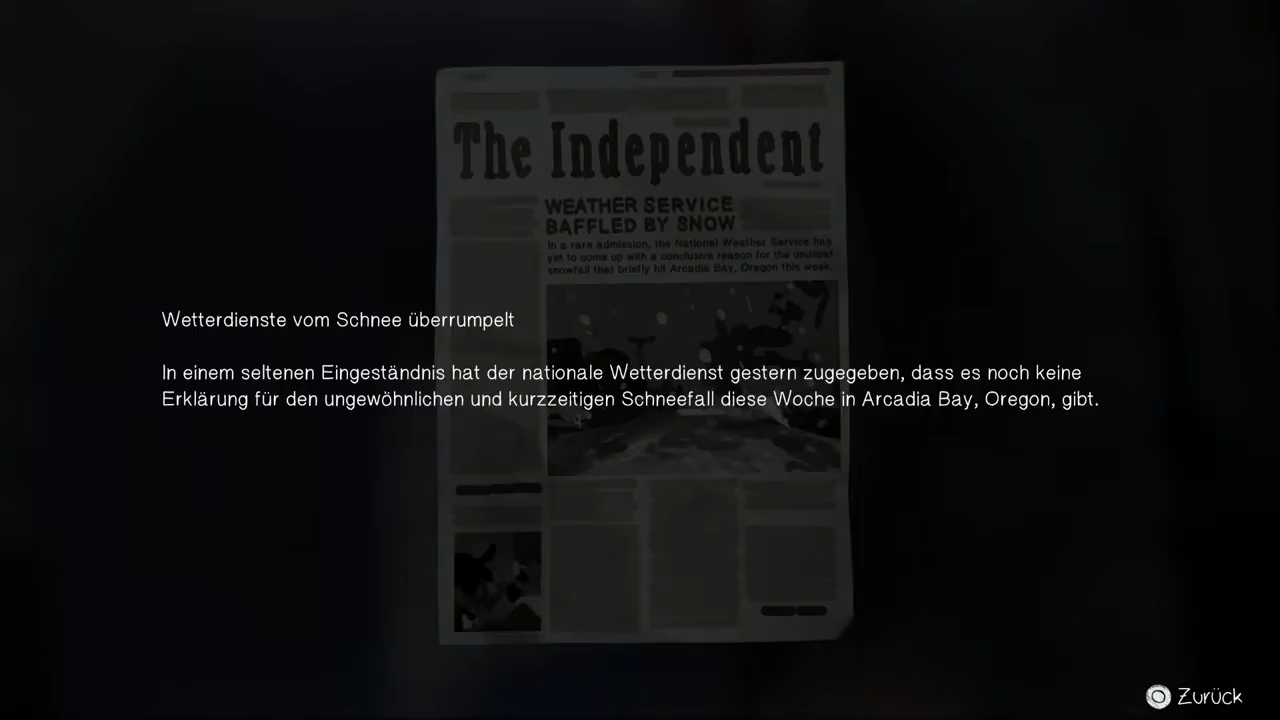 The Independent
WEATHER SERVICE
BAFFLED BY SNOW
In a rare admission, the National Weather Service has
yet to come up with a conclusive reason for the unusual
snowfall that briefly hit Arcadia Bay, Oregon this week.
Wetterdienste vom Schnee überrumpelt
In einem seltenen Eingeständnis hat der nationale Wetterdienst gestern zugegeben, dass es noch keine
Erklärung für den ungewöhnlichen und kurzzeitigen Schneefall diese Woche in Arcadia Bay, Oregon, gibt.
Zurück